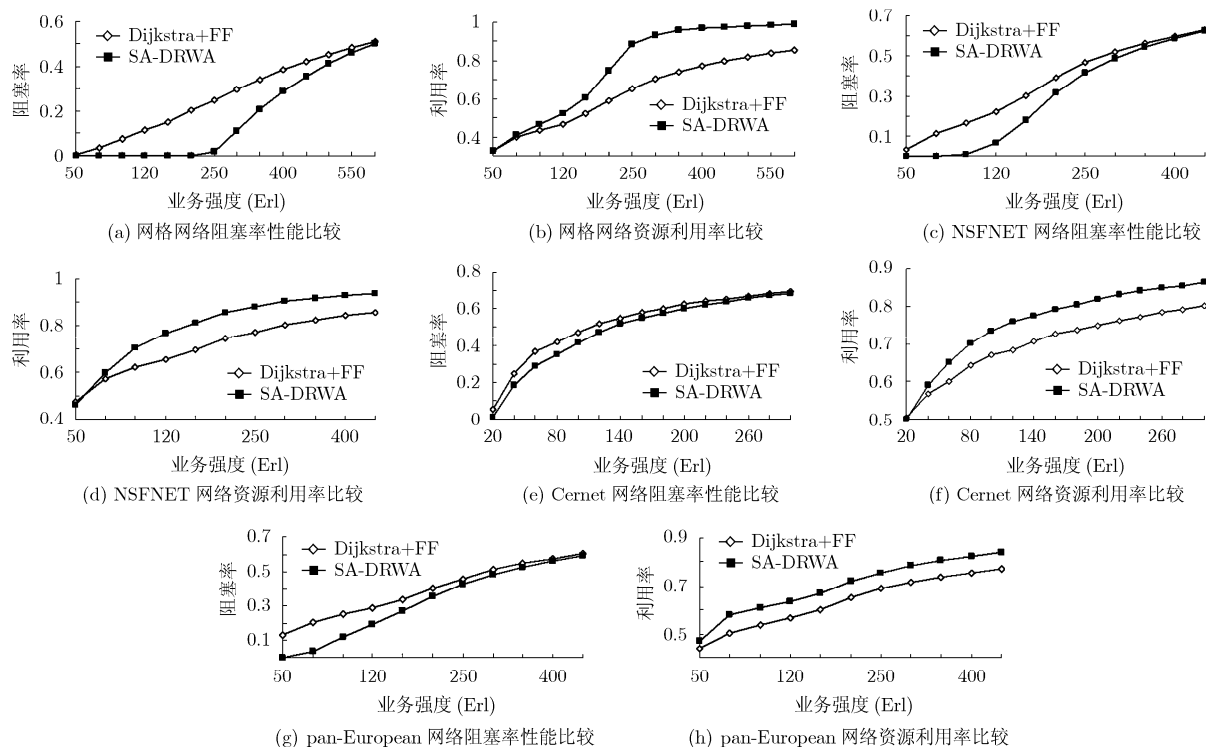 0.6
0.4
0.2
0
阻塞率
Dijkstra+FF
SA-DRWA
50 120 250 400 550
业务强度 (Erl)
(a) 网格网络阻塞率性能比较
1
0.8
0.6
0.4
利用率
Dijkstra+FF
SA-DRWA
50 120 250 400 550
业务强度 (Erl)
(b) 网格网络资源利用率比较
0.7
0.5
0.3
0.1
阻塞率
Dijkstra+FF
SA-DRWA
50 120 250 400
业务强度 (Erl)
(c) NSFNET 网络阻塞率性能比较
1
0.8
0.6
0.4
利用率
Dijkstra+FF
SA-DRWA
50 120 250 400
业务强度 (Erl)
(d) NSFNET 网络资源利用率比较
0.8
0.6
0.4
0.2
0
阻塞率
Dijkstra+FF
SA-DRWA
20 80 140 200 260
业务强度 (Erl)
(e) Cernet 网络阻塞率性能比较
0.9
0.8
0.7
0.6
0.5
利用率
Dijkstra+FF
SA-DRWA
20 80 140 200 260
业务强度 (Erl)
(f) Cernet 网络资源利用率比较
0.7
0.5
0.3
0.1
阻塞率
Dijkstra+FF
SA-DRWA
50 120 250 400
业务强度 (Erl)
(g) pan-European 网络阻塞率性能比较
0.9
0.7
0.5
利用率
Dijkstra+FF
SA-DRWA
50 120 250 400
业务强度 (Erl)
(h) pan-European 网络资源利用率比较